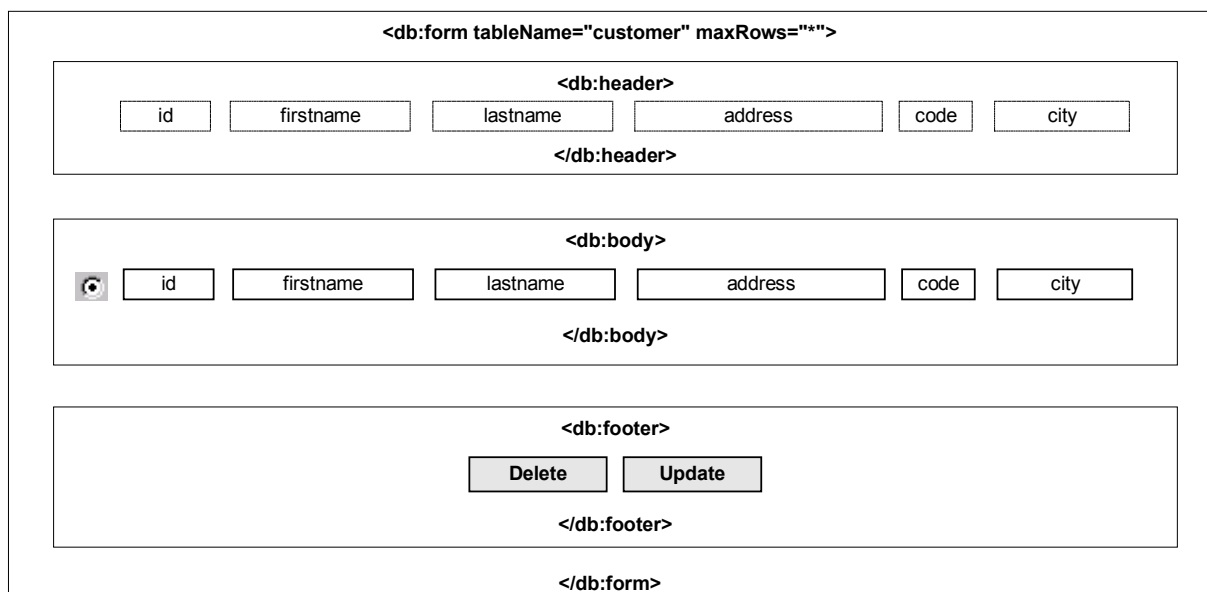 <db:form tableName="customer" maxRows="*">
<db:header>
id firstname lastname address code city
</db:header>
<db:body>
id firstname lastname address code city
</db:body>
<db:footer>
Delete Update
</db:footer>
</db:form>